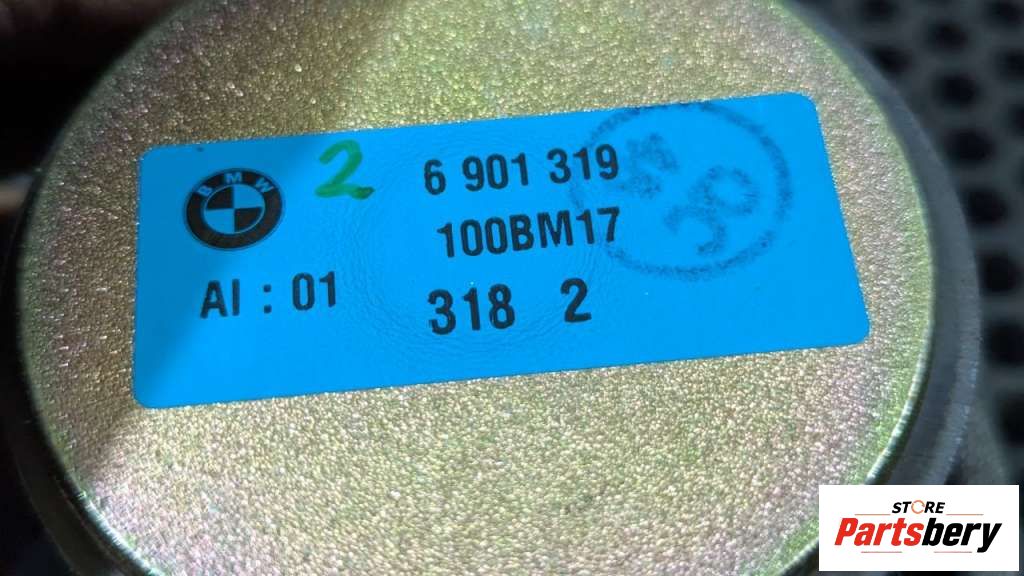 BMW
2
6 901 319
100BM17
AI : 01
318 2
STORE
Partsbery